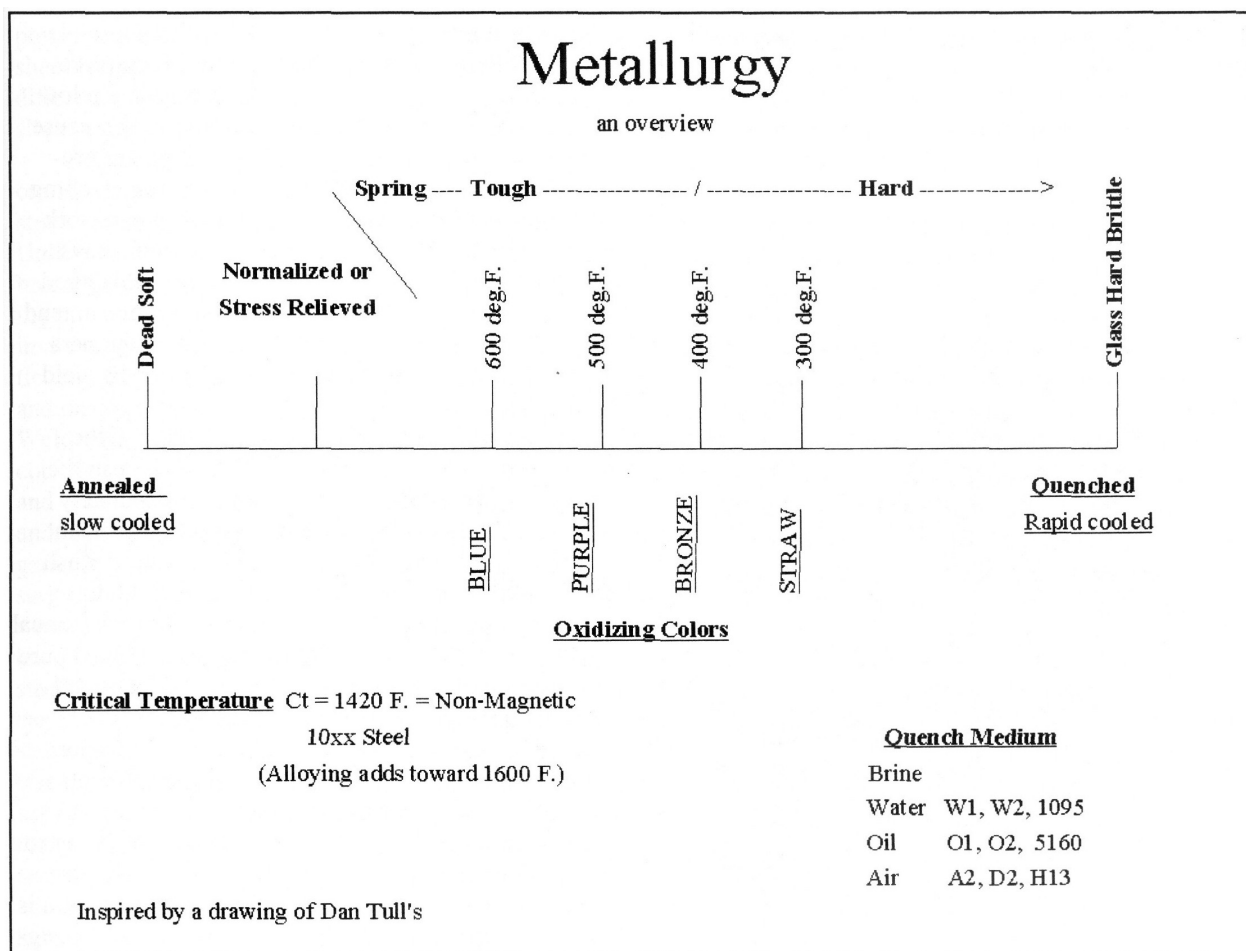 Metallurgy
an overview
Spring ---- Tough -------------------- / -------------------- Hard ---------------->
Normalized or
Stress Relieved
Dead Soft
600 deg.F.
500 deg.F.
400 deg.F.
300 deg.F.
Glass Hard Brittle
Annealed
slow cooled
Quenched
Rapid cooled
BLUE
PURPLE
BRONZE
STRAW
Oxidizing Colors
Critical Temperature Ct = 1420 F. = Non-Magnetic
10xx Steel
(Alloying adds toward 1600 F.)
Quench Medium
Brine
Water W1, W2, 1095
Oil O1, O2, 5160
Air A2, D2, H13
Inspired by a drawing of Dan Tull's